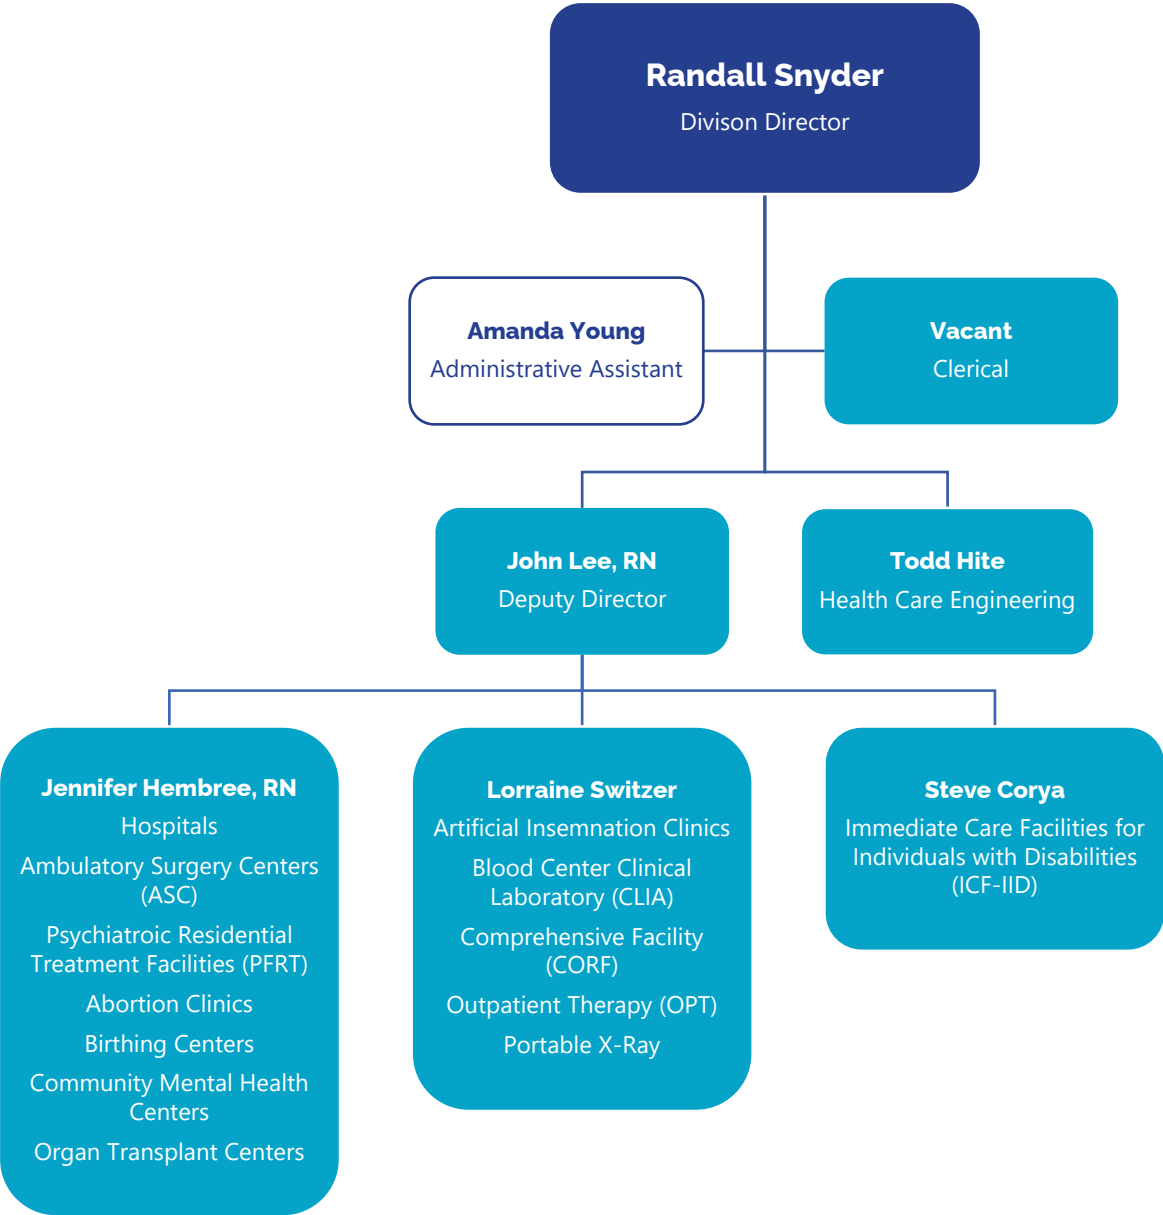 Randall Snyder
Divison Director
Amanda Young
Administrative Assistant
Vacant
Clerical
John Lee, RN
Deputy Director
Todd Hite
Health Care Engineering
Jennifer Hembree, RN
Hospitals
Ambulatory Surgery Centers
(ASC)
Psychiatroic Residential
Treatment Facilities (PFRT)
Abortion Clinics
Birthing Centers
Community Mental Health
Centers
Organ Transplant Centers
Lorraine Switzer
Artificial Insemnation Clinics
Blood Center Clinical
Laboratory (CLIA)
Comprehensive Facility
(CORF)
Outpatient Therapy (OPT)
Portable X-Ray
Steve Corya
Immediate Care Facilities for
Individuals with Disabilities
(ICF-IID)